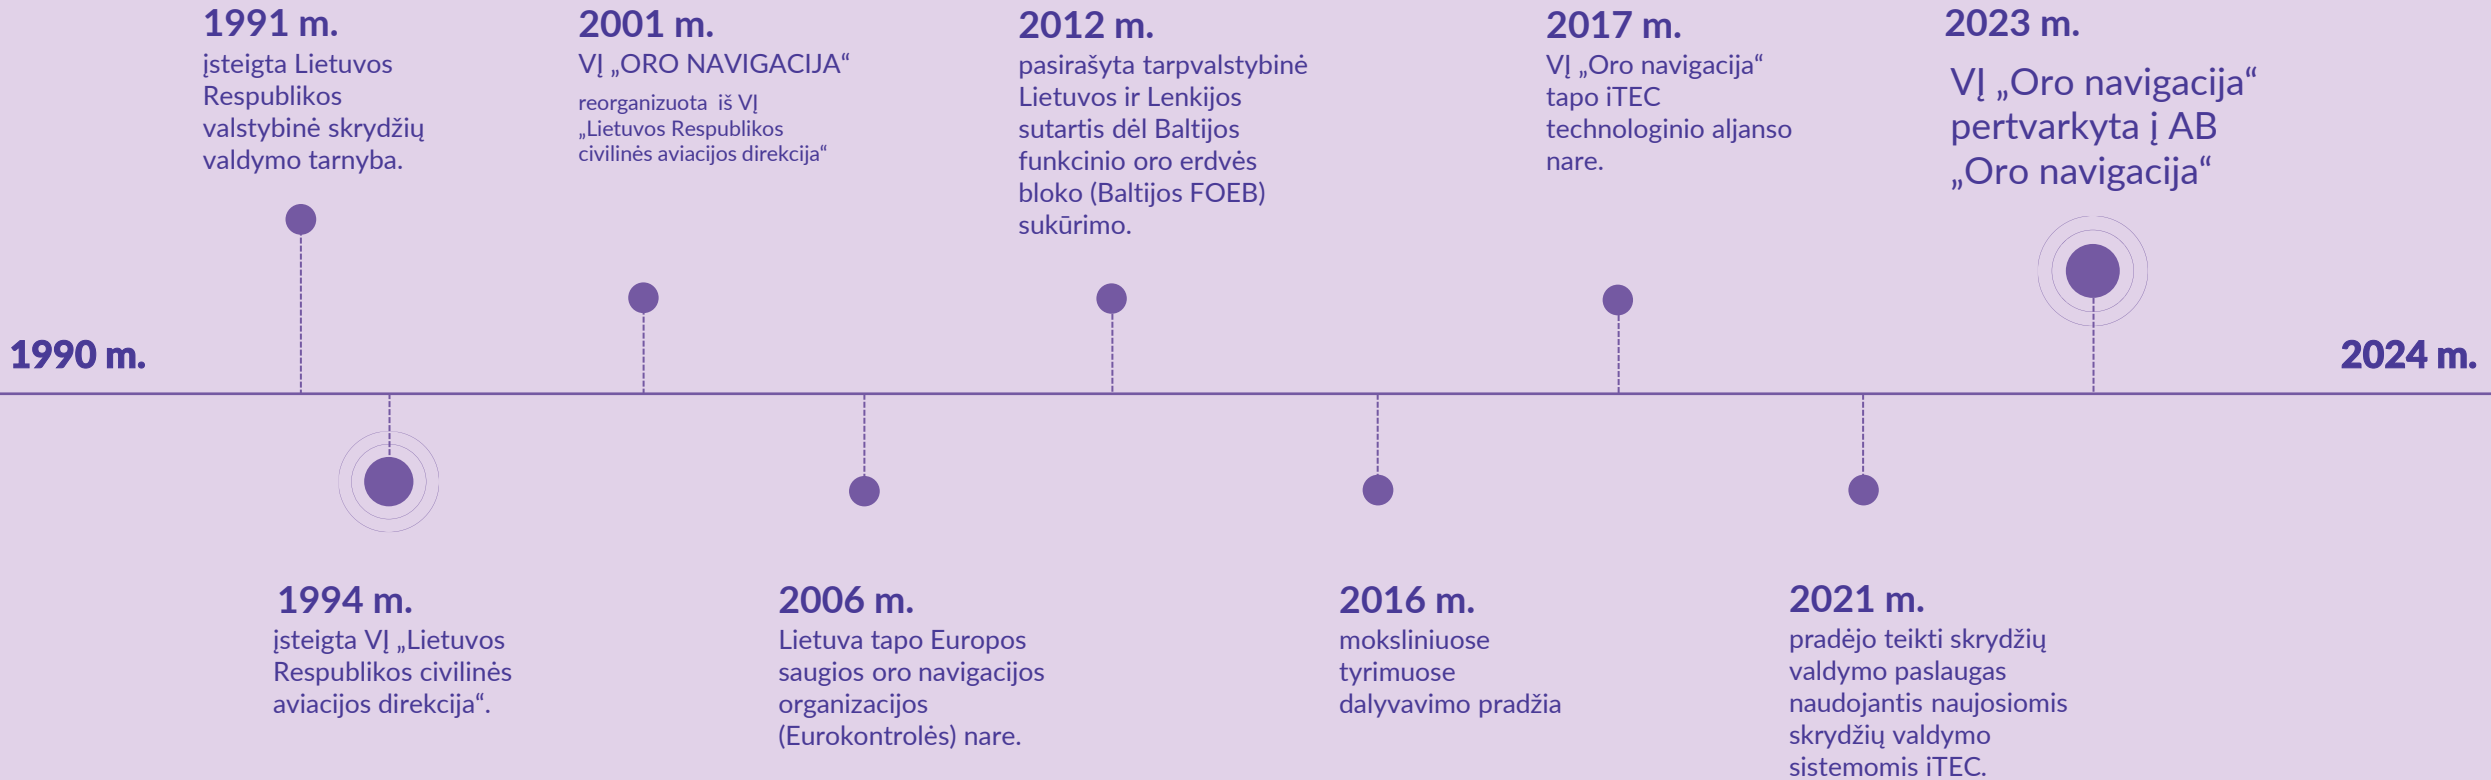 1991 m.
įsteigta Lietuvos
Respublikos
valstybinė skrydžių
valdymo tarnyba.
2001 m.
VĮ „ORO NAVIGACIJA“
reorganizuota iš VĮ
„Lietuvos Respublikos
civilinės aviacijos direkcija“
2012 m.
pasirašyta tarpvalstybinė
Lietuvos ir Lenkijos
sutartis dėl Baltijos
funkcinio oro erdvės
bloko (Baltijos FOEB)
sukūrimo.
2017 m.
VĮ „Oro navigacija“
tapo iTEC
technologinio aljanso
nare.
2023 m.
VĮ „Oro navigacija“
pertvarkyta į AB
„Oro navigacija“
1990 m.
2024 m.
1994 m.
įsteigta VĮ „Lietuvos
Respublikos civilinės
aviacijos direkcija“.
2006 m.
Lietuva tapo Europos
saugios oro navigacijos
organizacijos
(Eurokontrolės) nare.
2016 m.
moksliniuose
tyrimuose
dalyvavimo pradžia
2021 m.
pradėjo teikti skrydžių
valdymo paslaugas
naudojantis naujosiomis
skrydžių valdymo
sistemomis iTEC.